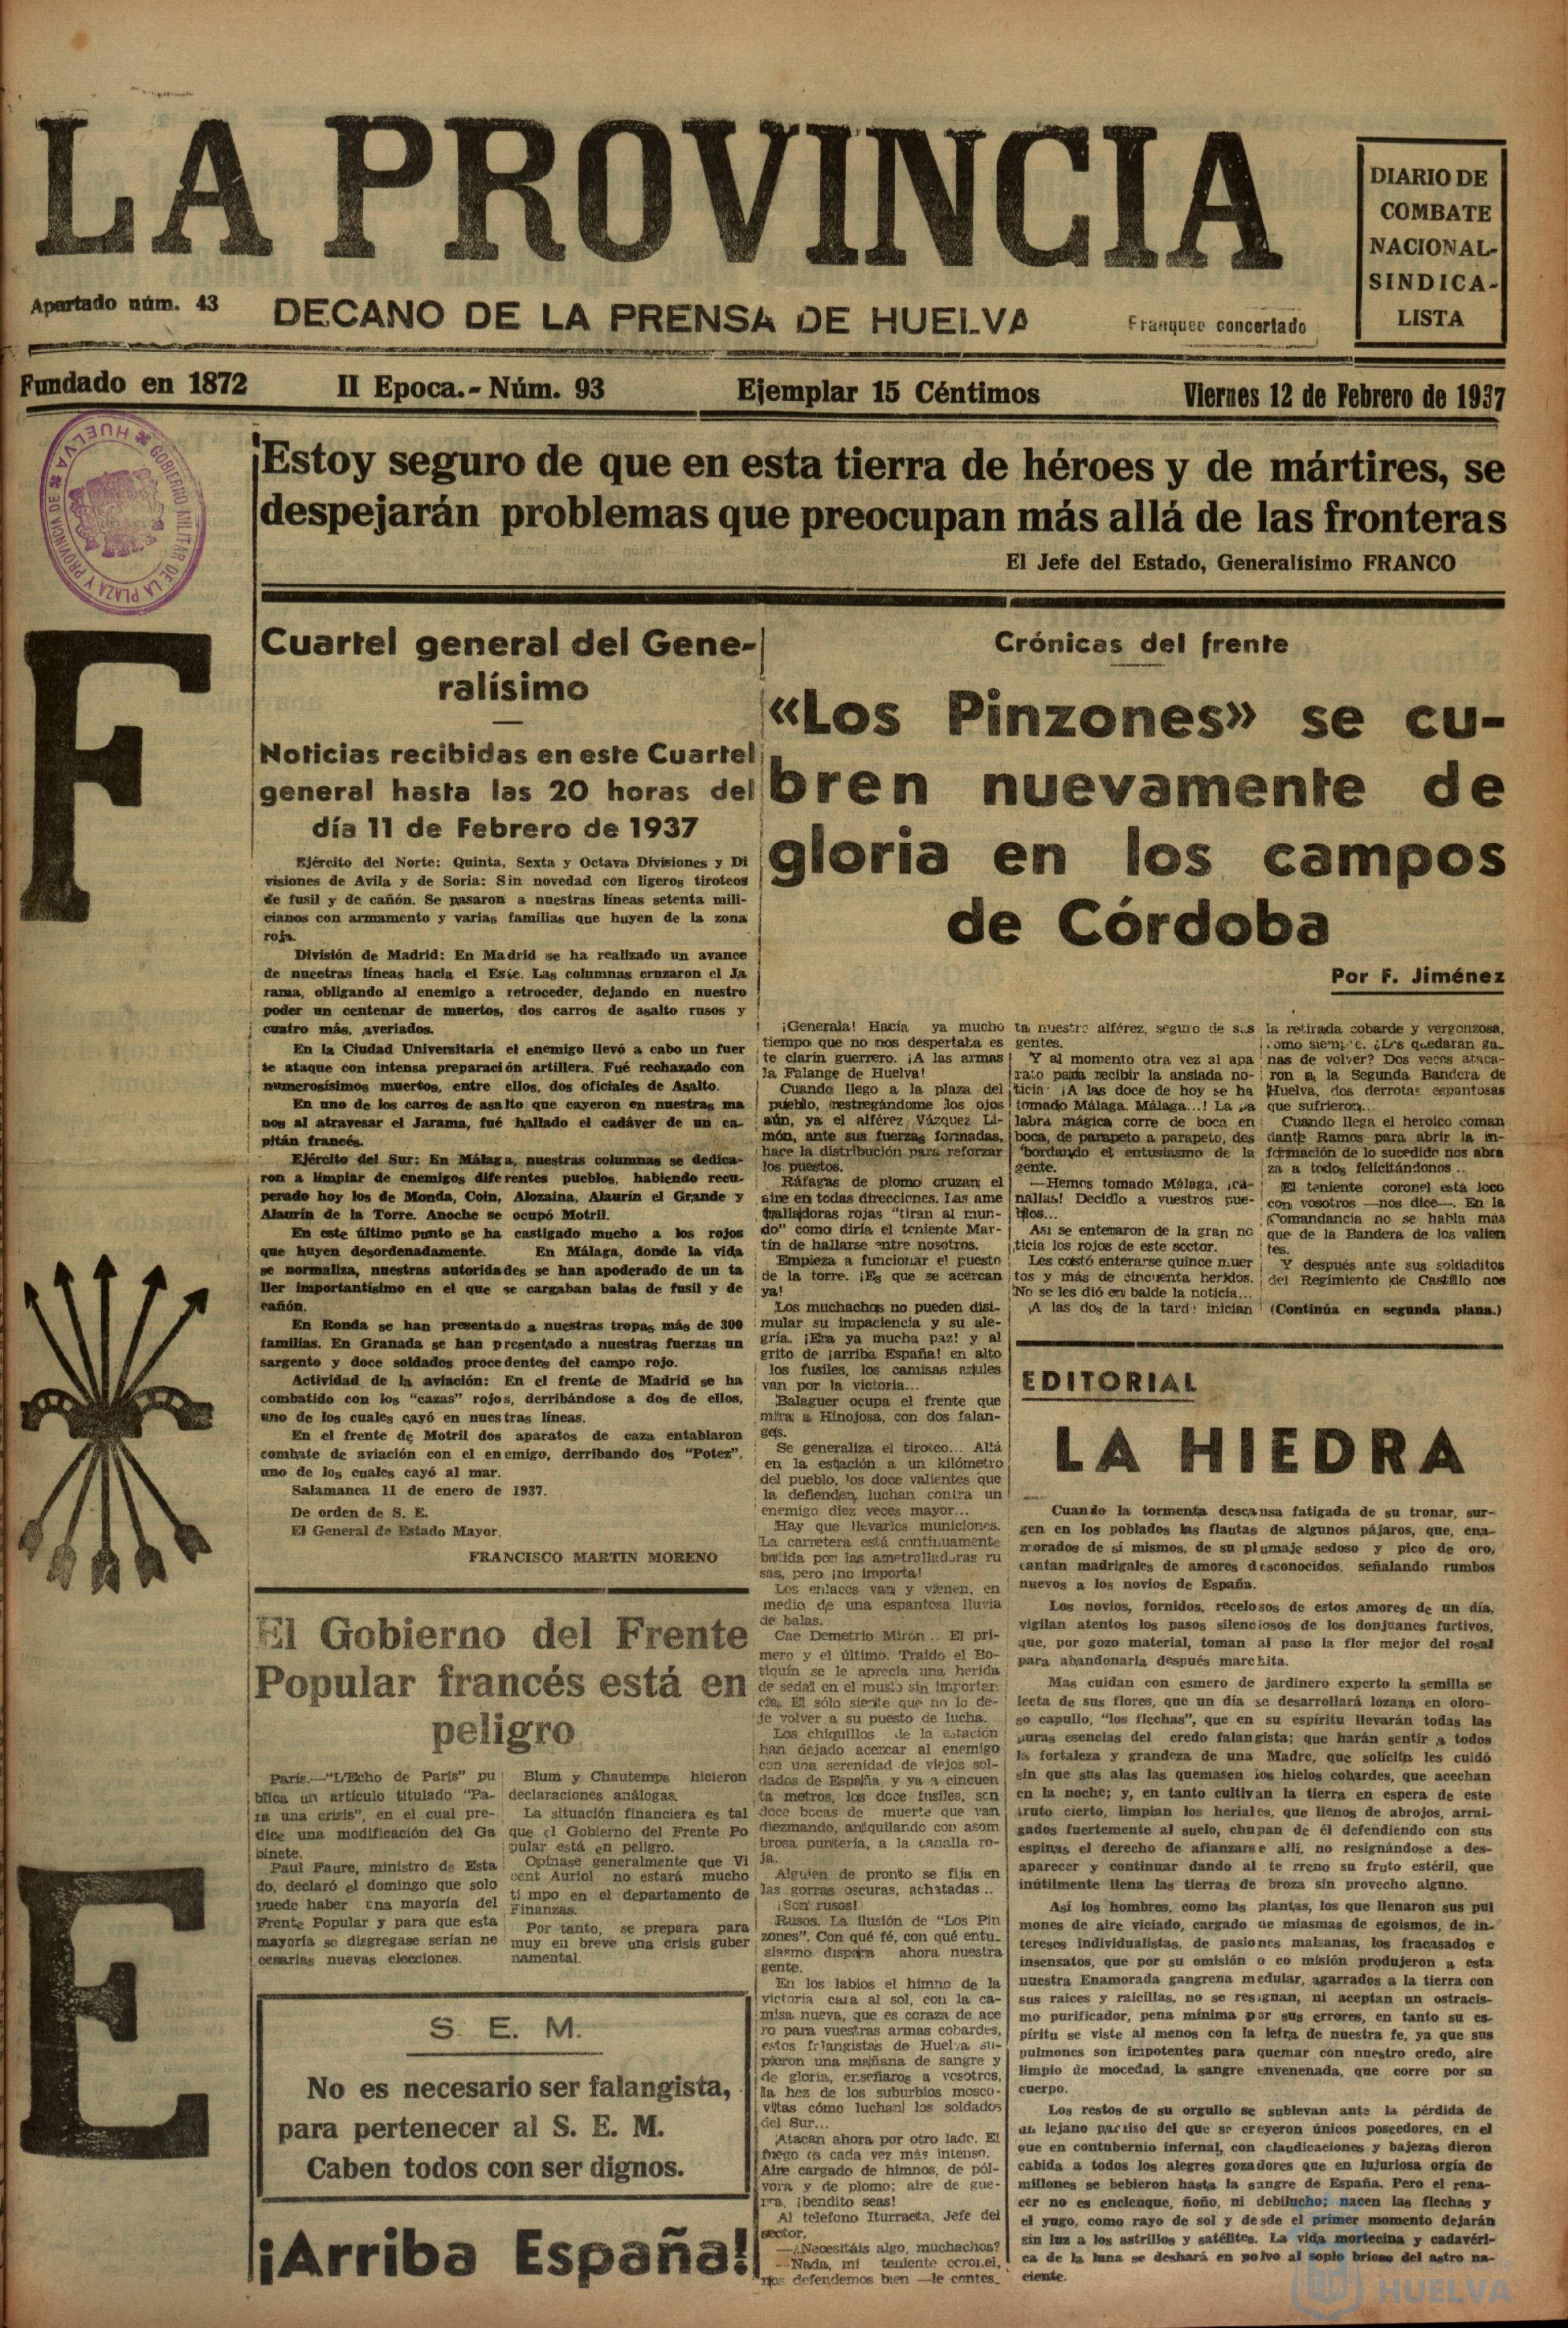 LA PROVINCIA
DIARIO DE
COMBATE
NACIONAL-
SINDICA-
LISTA
Apartado núm. 43
DECANO DE LA PRENSA DE HUELVA
Franqueo concertado
Fundado en 1872
II Epoca.- Núm. 93
Ejemplar 15 Céntimos
Viernes 12 de Febrero de 1937
GOBIERNO MILITAR DE LA PLAZA Y PROVINCIA DE HUELVA
F
E
¡Estoy seguro de que en esta tierra de héroes y de mártires, se
despejarán problemas que preocupan más allá de las fronteras
El Jefe del Estado, Generalísimo FRANCO
Cuartel general del Gene-
ralísimo
Noticias recibidas en este Cuartel
general hasta las 20 horas del
día 11 de Febrero de 1937
Ejército del Norte: Quinta, Sexta y Octava Divisiones y Di
visiones de Avila y de Soria: Sin novedad con ligeros tiroteos
de fusil y de cañón. Se pasaron a nuestras líneas setenta mili-
cianos con armamento y varias familias que huyen de la zona
roja.
División de Madrid: En Madrid se ha realizado un avance
de nuestras líneas hacia el Este. Las columnas cruzaron el Ja
rama, obligando al enemigo a retroceder, dejando en nuestro
poder un centenar de muertos, dos carros de asalto rusos y
cuatro más, averiados.
En la Ciudad Universitaria el enemigo llevó a cabo un fuer
te ataque con intensa preparación artillera. Fué rechazado con
numerosísimos muertos, entre ellos, dos oficiales de Asalto.
En uno de los carros de asalto que cayeron en nuestras ma
nos al atravesar el Jarama, fué hallado el cadáver de un ca-
pitán francés.
Ejército del Sur: En Málaga, nuestras columnas se dedica-
ron a limpiar de enemigos diferentes pueblos, habiendo recu-
perado hoy los de Monda, Coin, Alozaina, Alaurín el Grande y
Alaurín de la Torre. Anoche se ocupó Motril.
En este último punto se ha castigado mucho a los rojos
que huyen desordenadamente. En Málaga, donde la vida
se normaliza, nuestras autoridades se han apoderado de un ta
ller importantísimo en el que se cargaban balas de fusil y de
cañón.
En Ronda se han presentado a nuestras tropas más de 300
familias. En Granada se han presentado a nuestras fuerzas un
sargento y doce soldados procedentes del campo rojo.
Actividad de la aviación: En el frente de Madrid se ha
combatido con los "cazas" rojos, derribándose a dos de ellos,
uno de los cuales cayó en nuestras líneas.
En el frente de Motril dos aparatos de caza entablaron
combate de aviación con el enemigo, derribando dos "Potez",
uno de los cuales cayó al mar.
Salamanca 11 de enero de 1937.
De orden de S. E.
El General de Estado Mayor,
FRANCISCO MARTIN MORENO
El Gobierno del Frente
Popular francés está en
peligro
París.—"L'Echo de París" pu
blica un artículo titulado "Pa-
ra una crisis", en el cual pre-
dice una modificación del Ga
binete.
Paul Faure, ministro de Esta
do, declaró el domingo que solo
puede haber una mayoría del
Frente Popular y para que esta
mayoría se disgregase serían ne
cesarias nuevas elecciones.
Blum y Chautemps hicieron
declaraciones análogas.
La situación financiera es tal
que el Gobierno del Frente Po
pular está en peligro.
Opínase generalmente que Vi
cent Auriol no estará mucho
ti mpo en el departamento de
Finanzas.
Por tanto, se prepara para
muy en breve una crisis guber
namental.
S. E. M.
No es necesario ser falangista,
para pertenecer al S. E. M.
Caben todos con ser dignos.
¡Arriba España!
Crónicas del frente
«Los Pinzones» se cu-
bren nuevamente de
gloria en los campos
de Córdoba
Por F. Jiménez
¡Generala! Hacía ya mucho
tiempo que no nos despertaba es
te clarín guerrero. ¡A las armas
la Falange de Huelva!
Cuando llego a la plaza del
pueblo, restregándome los ojos
aún, ya el alférez Vázquez Li-
món, ante sus fuerzas formadas,
hace la distribución para reforzar
los puestos.
Ráfagas de plomo cruzan el
aire en todas direcciones. Las ame
tralladoras rojas "tiran al mun-
do" como diría el teniente Mar-
tín de hallarse entre nosotros.
Empieza a funcionar el puesto
de la torre. ¡Es que se acercan
ya!
Los muchachos no pueden disi-
mular su impaciencia y su ale-
gría. ¡Era ya mucha paz! y al
grito de ¡arriba España! en alto
los fusiles, los camisas azules
van por la victoria...
Balaguer ocupa el frente que
mira a Hinojosa, con dos falan-
ges.
Se generaliza el tiroteo... Allá
en la estación a un kilómetro
del pueblo, los doce valientes que
la defienden, luchan contra un
enemigo diez veces mayor...
Hay que llevarles municiones.
La carretera está continuamente
batida por las ametralladoras ru
sas, pero ¡no importa!
Los enlaces van y vienen, en
medio de una espantosa lluvia
de balas.
Cae Demetrio Mirón... El pri-
mero y el último. Traido el Bo-
tiquín se le aprecia una herida
de sedal en el muslo sin importan
cia. El sólo siente que no lo de-
je volver a su puesto de lucha.
Los chiquillos de la estación
han dejado acercar al enemigo
con una serenidad de viejos sol-
dados de España, y ya a cincuen
ta metros, los doce fusiles, son
doce bocas de muerte que van
diezmando, aniquilando con asom
brosa puntería, a la canalla ro-
ja.
Alguien de pronto se fija en
las gorras oscuras, achatadas..
¡Son rusos!
Rusos. La ilusión de "Los Pin
zones". Con qué fé, con qué entu-
siasmo dispara ahora nuestra
gente.
En los labios el himno de la
victoria cara al sol, con la ca-
misa nueva, que es coraza de ace
ro para vuestras armas cobardes,
estos falangistas de Huelva su-
pieron una mañana de sangre y
de gloria, enseñaros a vosotros,
la hez de los suburbios mosco-
vitas cómo luchan los soldados
del Sur...
Atacan ahora por otro lado. El
fuego es cada vez más intenso.
Aire cargado de himnos, de pól-
vora y de plomo; aire de gue-
rra, ¡bendito seas!
Al teléfono Iturraeta, Jefe del
sector.
—¿Necesitáis algo, muchachos?
—Nada, mi teniente coronel,
nos defendemos bien —le contes-
ta nuestro alférez, seguro de sus
gentes.
Y al momento otra vez al apa
rato para recibir la ansiada no-
ticia: ¡A las doce de hoy se ha
tomado Málaga. Málaga...! La pa
labra mágica corre de boca en
boca, de parapeto a parapeto, des
bordando el entusiasmo de la
gente.
—Hemos tomado Málaga, ¡ca-
nallas! Decidlo a vuestros pue-
blos...
Así se enteraron de la gran no
ticia los rojos de este sector.
Les costó enterarse quince muer
tos y más de cincuenta heridos.
No se les dió en balde la noticia...
A las dos de la tarde inician
la retirada cobarde y vergonzosa,
como siempre. ¿Les quedarán ga-
nas de volver? Dos veces ataca-
ron a la Segunda Bandera de
Huelva, dos derrotas espantosas
que sufrieron...
Cuando llega el heroico coman
dante Ramos para abrir la in-
formación de lo sucedido nos abra
za a todos felicitándonos..
El teniente coronel está loco
con vosotros —nos dice—. En la
Comandancia no se habla más
que de la Bandera de los valien
tes.
Y después ante sus soldaditos
del Regimiento de Castillo nos
(Continúa en segunda plana.)
EDITORIAL
LA HIEDRA
Cuando la tormenta descansa fatigada de su tronar, sur-
gen en los poblados las flautas de algunos pájaros, que, ena-
morados de sí mismos, de su plumaje sedoso y pico de oro,
cantan madrigales de amores desconocidos, señalando rumbos
nuevos a los novios de España.
Los novios, fornidos, recelosos de estos amores de un día,
vigilan atentos los pasos silenciosos de los donjuanes furtivos,
que, por gozo material, toman al paso la flor mejor del rosal
para abandonarla después marchita.
Mas cuidan con esmero de jardinero experto la semilla se
lecta de sus flores, que un día se desarrollará lozana en oloro-
so capullo, "los flechas", que en su espíritu llevarán todas las
puras esencias del credo falangista; que harán sentir a todos
la fortaleza y grandeza de una Madre, que solícita les cuidó
sin que sus alas las quemasen los hielos cobardes, que acechan
en la noche; y, en tanto cultivan la tierra en espera de este
fruto cierto, limpian los heriales, que llenos de abrojos, arrai-
gados fuertemente al suelo, chupan de él defendiendo con sus
espinas el derecho de afianzarse allí, no resignándose a des-
aparecer y continuar dando al terreno su fruto estéril, que
inútilmente llena las tierras de broza sin provecho alguno.
Así los hombres, como las plantas, los que llenaron sus pul
mones de aire viciado, cargado de miasmas de egoismos, de in-
tereses individualistas, de pasiones malsanas, los fracasados e
insensatos, que por su omisión o co misión produjeron a esta
nuestra Enamorada gangrena medular, agarrados a la tierra con
sus raices y raicillas, no se resignan, ni aceptan un ostracis-
mo purificador, pena mínima por sus errores, en tanto su es-
píritu se viste al menos con la letra de nuestra fe, ya que sus
pulmones son impotentes para quemar con nuestro credo, aire
limpio de mocedad, la sangre envenenada, que corre por su
cuerpo.
Los restos de su orgullo se sublevan ante la pérdida de
un lejano paraiso del que se creyeron únicos poseedores, en el
que en contubernio infernal, con claudicaciones y bajezas dieron
cabida a todos los alegres gozadores que en lujuriosa orgía de
millones se bebieron hasta la sangre de España. Pero el rena-
cer no es enclenque, ñoño, ni debilucho; nacen las flechas y
el yugo, como rayo de sol y desde el primer momento dejarán
sin luz a los astrillos y satélites. La vida mortecina y cadavéri-
ca de la luna se deshará en polvo al soplo brioso del astro na-
ciente.
HUELVA